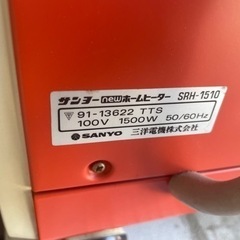 サンヨーnewホームヒーター SRH-1510
▽ 91-13622 TTS
100V 1500W 50/60Hz
SANYO 三洋電機株式会社